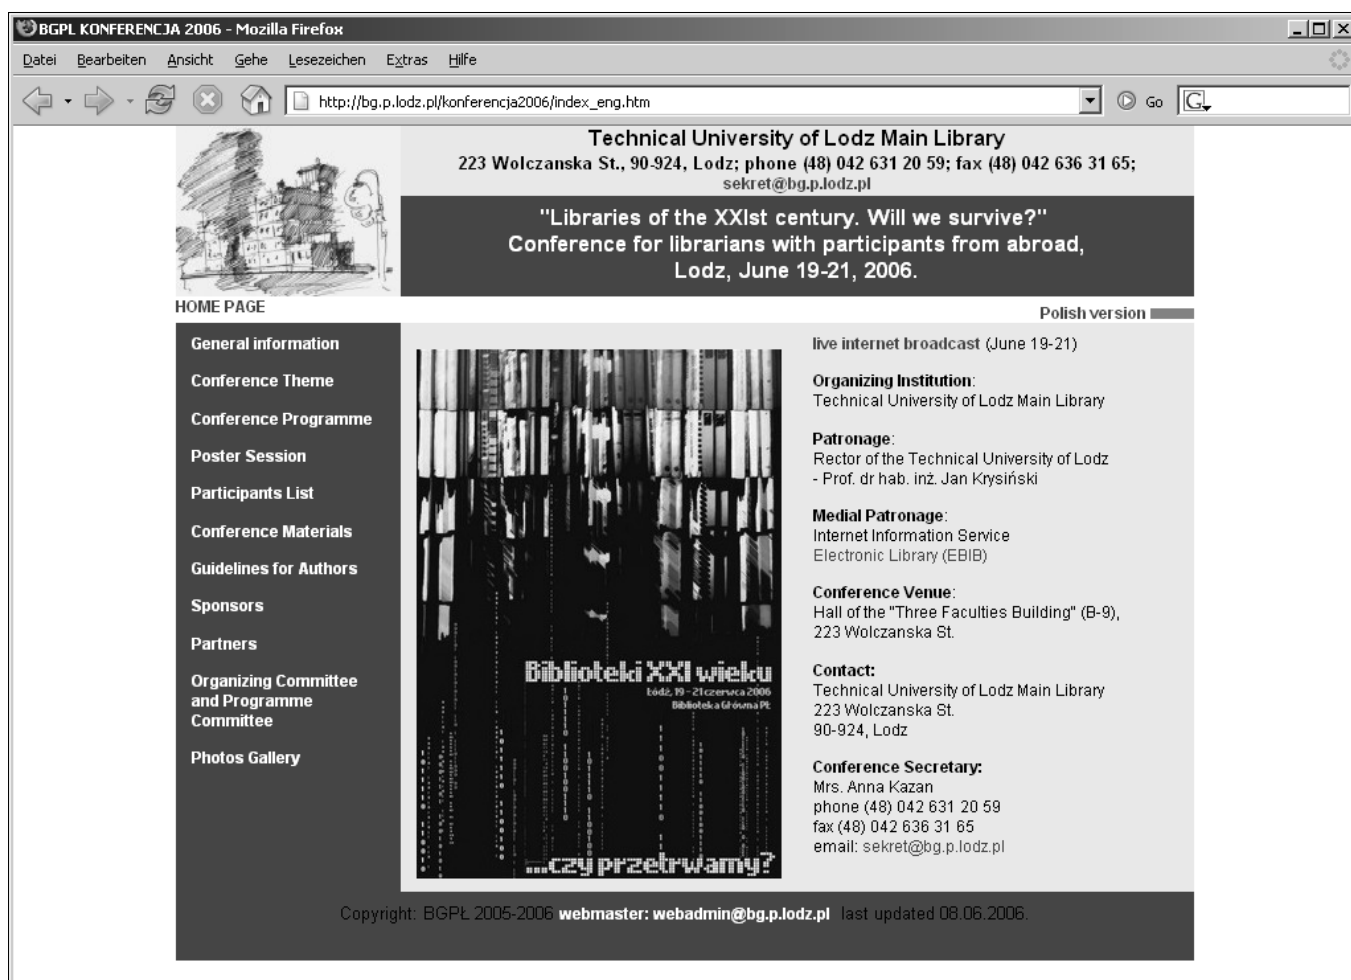 BGPL KONFERENCJA 2006 - Mozilla Firefox
Datei Bearbeiten Ansicht Gehe Lesezeichen Extras Hilfe
http://bg.p.lodz.pl/konferencja2006/index_eng.htm Go G
Technical University of Lodz Main Library
223 Wolczanska St., 90-924, Lodz; phone (48) 042 631 20 59; fax (48) 042 636 31 65;
sekret@bg.p.lodz.pl
"Libraries of the XXIst century. Will we survive?"
Conference for librarians with participants from abroad,
Lodz, June 19-21, 2006.
HOME PAGE
Polish version
General information
Conference Theme
Conference Programme
Poster Session
Participants List
Conference Materials
Guidelines for Authors
Sponsors
Partners
Organizing Committee
and Programme
Committee
Photos Gallery
Biblioteki XXI wieku
Łódź, 19 - 21 czerwca 2006
Biblioteka Główna PŁ
...czy przetrwamy?
live internet broadcast (June 19-21)
Organizing Institution:
Technical University of Lodz Main Library
Patronage:
Rector of the Technical University of Lodz
- Prof. dr hab. inż. Jan Krysiński
Medial Patronage:
Internet Information Service
Electronic Library (EBIB)
Conference Venue:
Hall of the "Three Faculties Building" (B-9),
223 Wolczanska St.
Contact:
Technical University of Lodz Main Library
223 Wolczanska St.
90-924, Lodz
Conference Secretary:
Mrs. Anna Kazan
phone (48) 042 631 20 59
fax (48) 042 636 31 65
email: sekret@bg.p.lodz.pl
Copyright: BGPŁ 2005-2006 webmaster: webadmin@bg.p.lodz.pl last updated 08.06.2006.